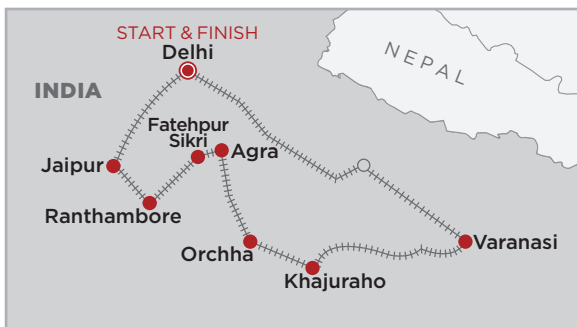 START & FINISH
Delhi
NEPAL
INDIA
Fatehpur
Sikri
Agra
Jaipur
Ranthambore
Orchha
Varanasi
Khajuraho